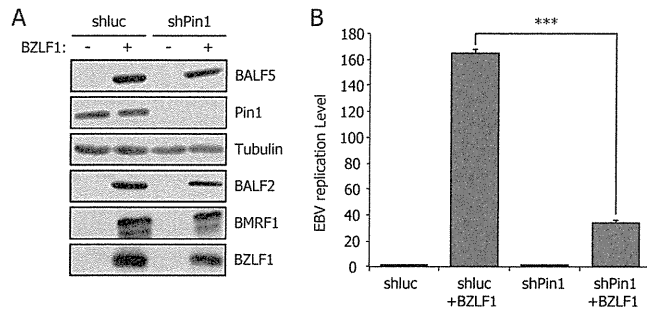 A
shluc shPin1
BZLF1: - + - +
BALF5
Pin1
Tubulin
BALF2
BMRF1
BZLF1
B
***
EBV replication Level
180
160
140
120
100
80
60
40
20
0
shluc shluc +BZLF1 shPin1 shPin1 +BZLF1